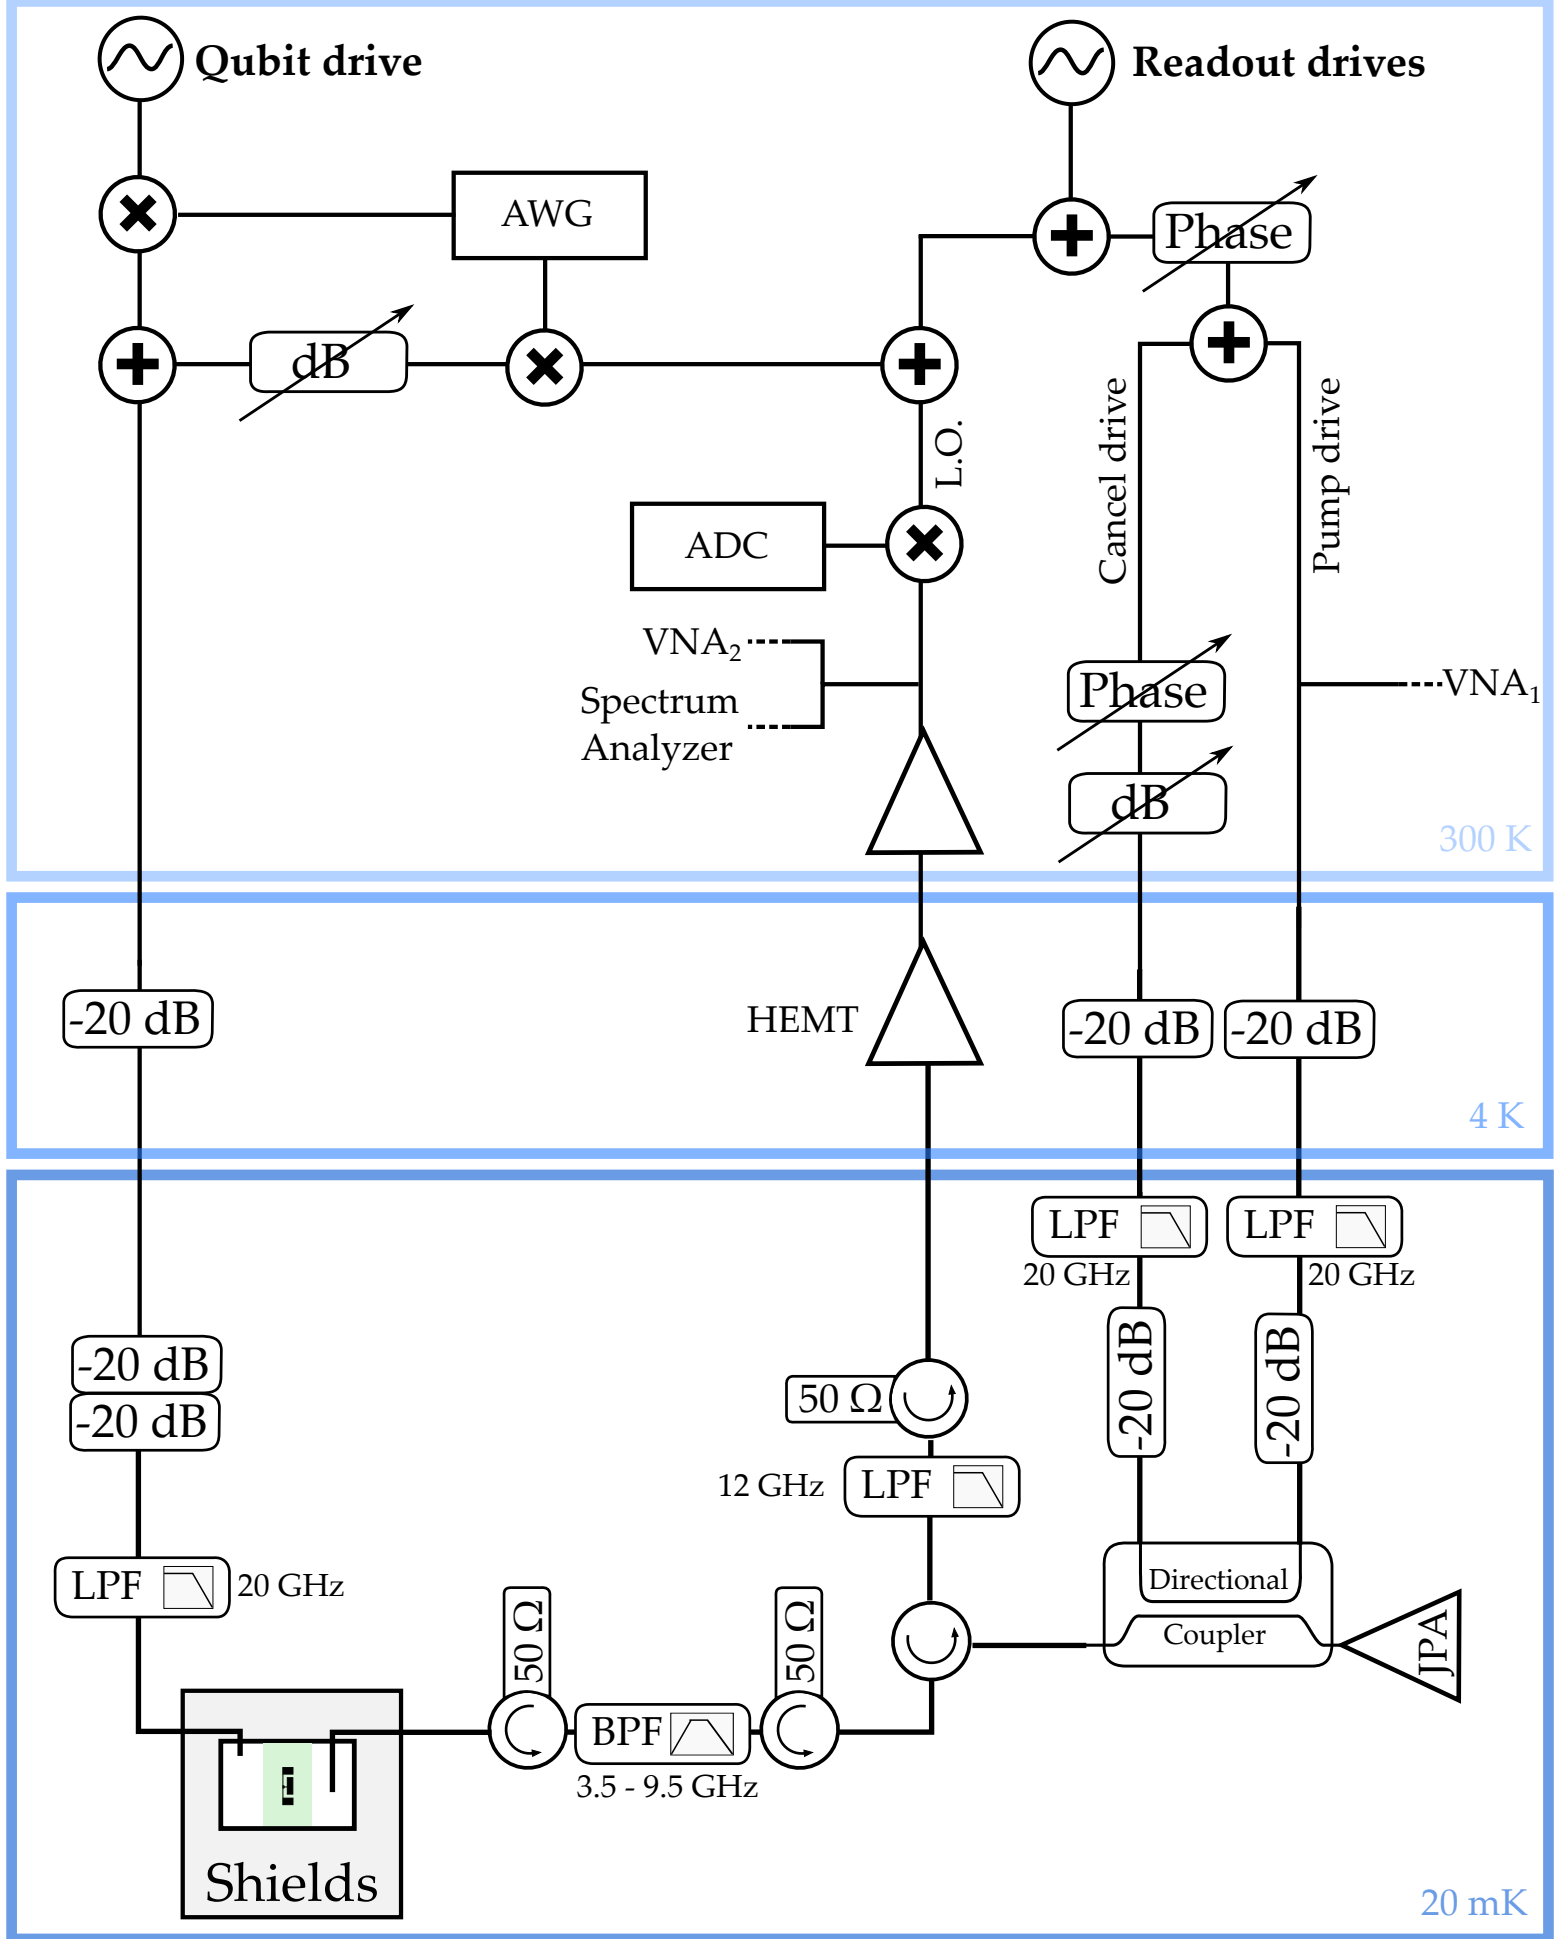 Qubit drive
Readout drives
AWG
Phase
dB
L.O.
Cancel drive
Pump drive
ADC
VNA₂
Spectrum
Analyzer
Phase
VNA₁
dB
300 K
-20 dB
HEMT
-20 dB
-20 dB
4 K
LPF
20 GHz
LPF
20 GHz
-20 dB
-20 dB
-20 dB
-20 dB
50 Ω
12 GHz
LPF
LPF
20 GHz
50 Ω
50 Ω
Directional
Coupler
JPA
BPF
3.5 - 9.5 GHz
Shields
20 mK